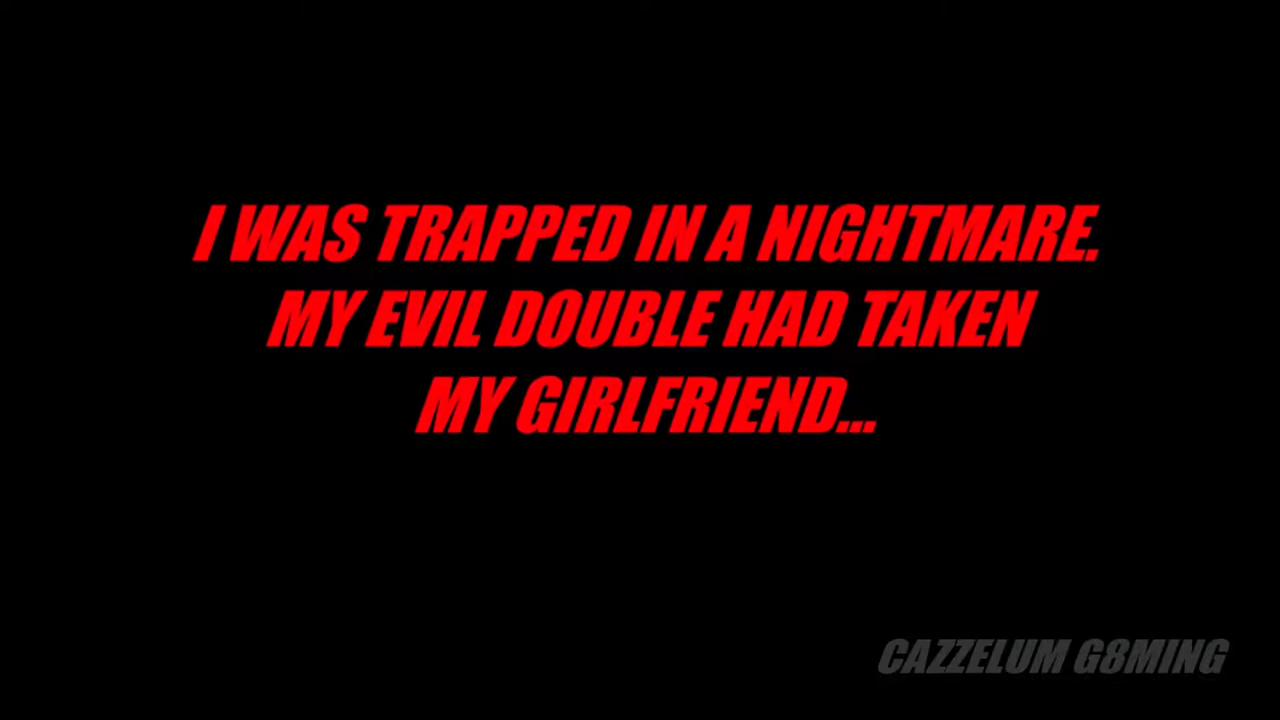 I WAS TRAPPED IN A NIGHTMARE.
MY EVIL DOUBLE HAD TAKEN
MY GIRLFRIEND...
CAZZELUM G8MING